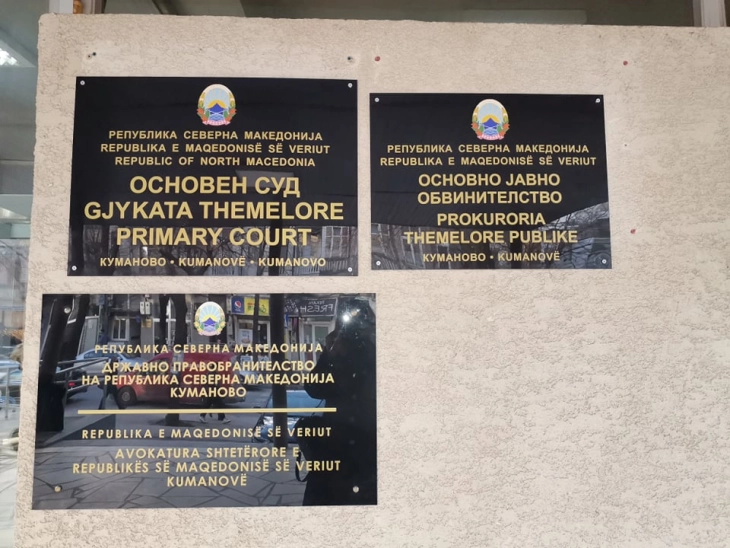 РЕПУБЛИКА СЕВЕРНА МАКЕДОНИЈА
REPUBLIKA E MAQEDONISË SË VERIUT
REPUBLIC OF NORTH MACEDONIA
ОСНОВЕН СУД
GJYKATA THEMELORE
PRIMARY COURT
КУМАНОВО • KUMANOVË • KUMANOVO
РЕПУБЛИКА СЕВЕРНА МАКЕДОНИЈА
REPUBLIKA E MAQEDONISË SË VERIUT
ОСНОВНО ЈАВНО
ОБВИНИТЕЛСТВО
PROKURORIA
THEMELORE PUBLIKE
КУМАНОВО • KUMANOVË
РЕПУБЛИКА СЕВЕРНА МАКЕДОНИЈА
ДРЖАВНО ПРАВОБРАНИТЕЛСТВО
НА РЕПУБЛИКА СЕВЕРНА МАКЕДОНИЈА
КУМАНОВО
REPUBLIKA E MAQEDONISË SË VERIUT
AVOKATURA SHTETËRORE E
REPUBLIKËS SË MAQEDONISË SË VERIUT
KUMANOVË